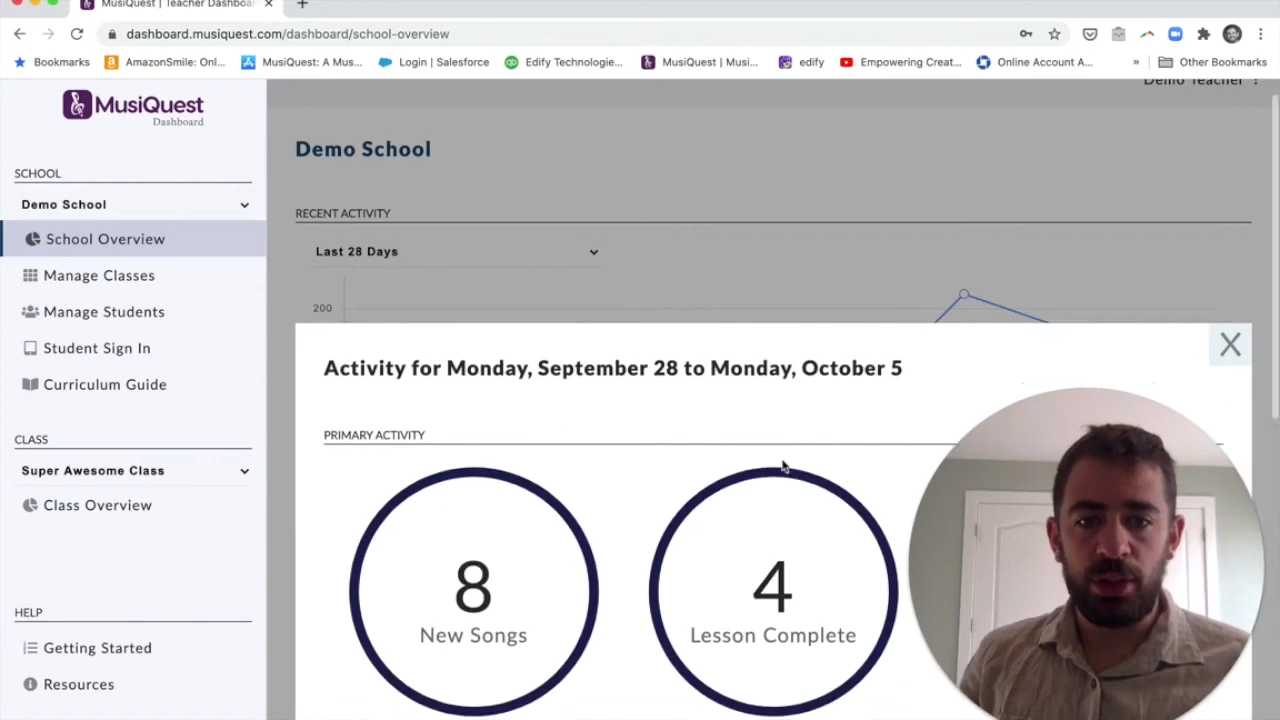 MusiQuest | Teacher Dashboar
dashboard.musiquest.com/dashboard/school-overview
Bookmarks
AmazonSmile: Onl...
MusiQuest: A Mus...
Login | Salesforce
Edify Technologie...
MusiQuest | Musi...
edify
Empowering Creat...
Online Account A...
»
Other Bookmarks
MusiQuest
Dashboard
Demo Teacher
SCHOOL
Demo School
School Overview
Manage Classes
Manage Students
Student Sign In
Curriculum Guide
CLASS
Super Awesome Class
Class Overview
HELP
Getting Started
Resources
Demo School
RECENT ACTIVITY
Last 28 Days
200
Activity for Monday, September 28 to Monday, October 5
X
PRIMARY ACTIVITY
8
New Songs
4
Lesson Complete